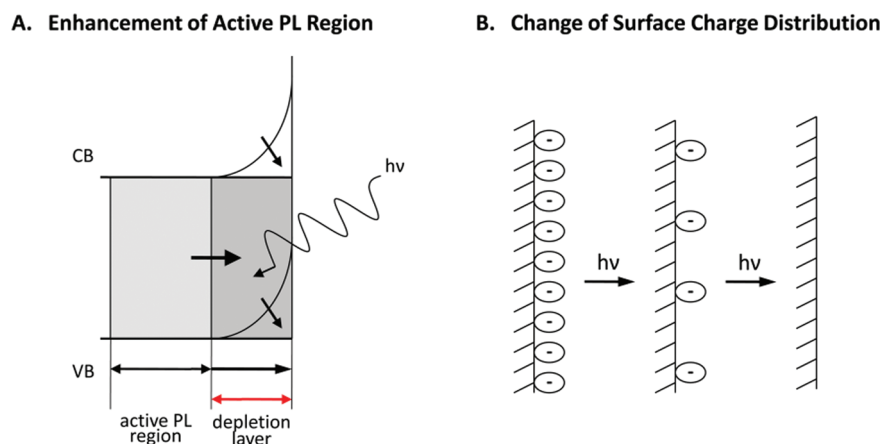 A. Enhancement of Active PL Region
CB
hν
VB
active PL
region
depletion
layer
B. Change of Surface Charge Distribution
-
-
-
-
-
-
-
-
-
hν
-
-
-
-
hν